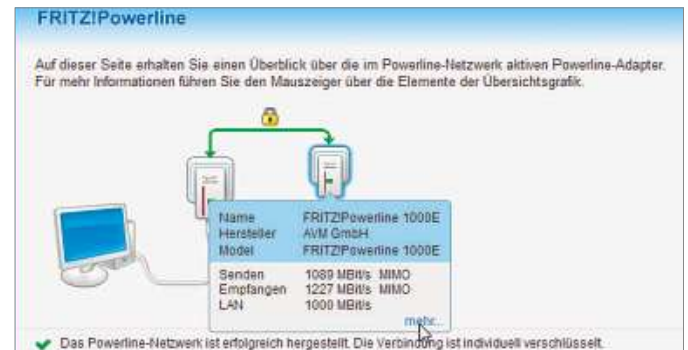 FRITZ!Powerline
Auf dieser Seite erhalten Sie einen Überblick über die im Powerline-Netzwerk aktiven Powerline-Adapter.
Für mehr Informationen führen Sie den Mauszeiger über die Elemente der Übersichtsgrafik.
Name FRITZ!Powerline 1000E
Hersteller AVM GmbH
Model FRITZ!Powerline 1000E
Senden 1089 MBit/s MIMO
Empfangen 1227 MBit/s MIMO
LAN 1000 MBit/s
mehr...
Das Powerline-Netzwerk ist erfolgreich hergestellt. Die Verbindung ist individuell verschlüsselt.